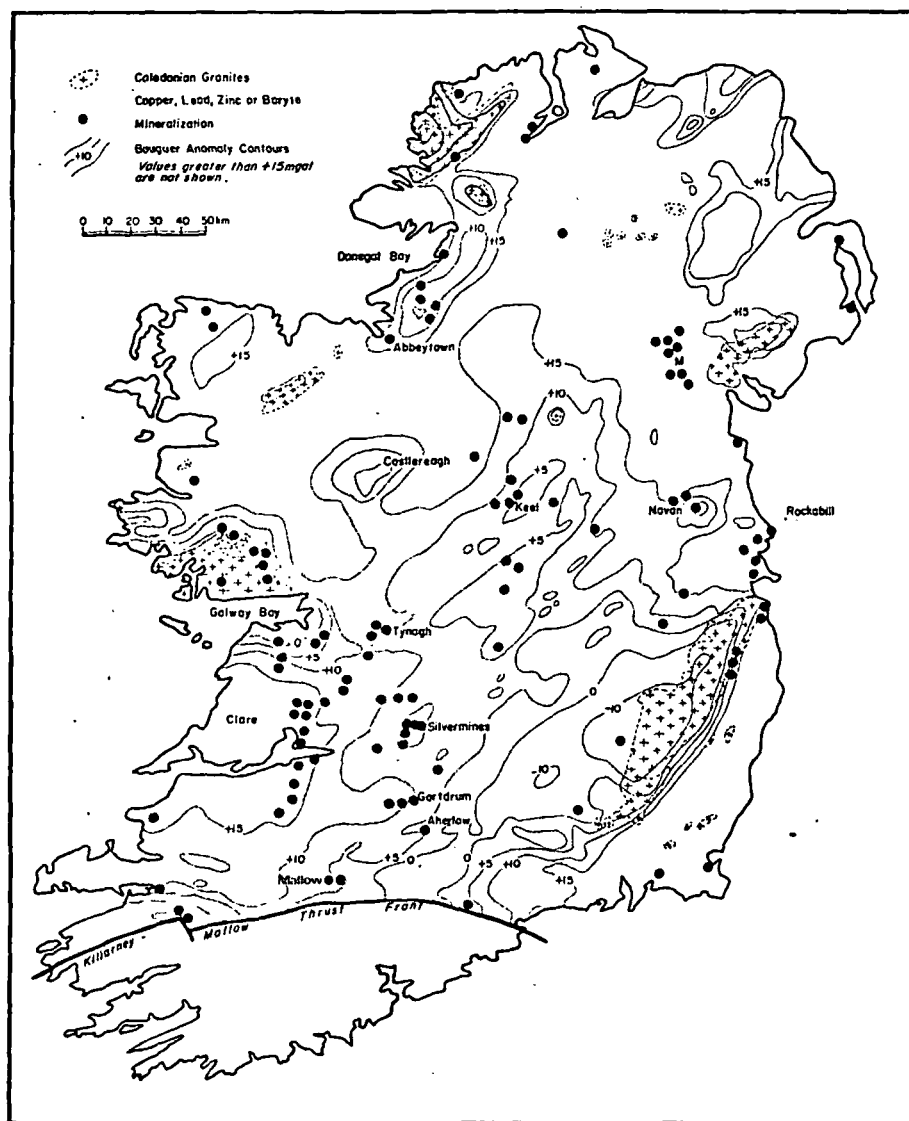 Caledonian Granites
Copper, Lead, Zinc or Baryte
Mineralization
+10
Bouguer Anomaly Contours
Values greater than +15mgal
are not shown.
0 10 20 30 40 50km
+15
+10
+15
Donegal Bay
+15
+15
Abbeytown
M
+15
+10
Castlereagh
+5
Keel
Navan
Rockabill
+5
Galway Bay
Tynagh
0
+5
+10
0
-10
Clare
Silvermines
-10
Gortdrum
+15
Aherlow
+10
+5
0
0
+5
+10
Mallow
+15
Killarney
Mallow
Thrust
Front